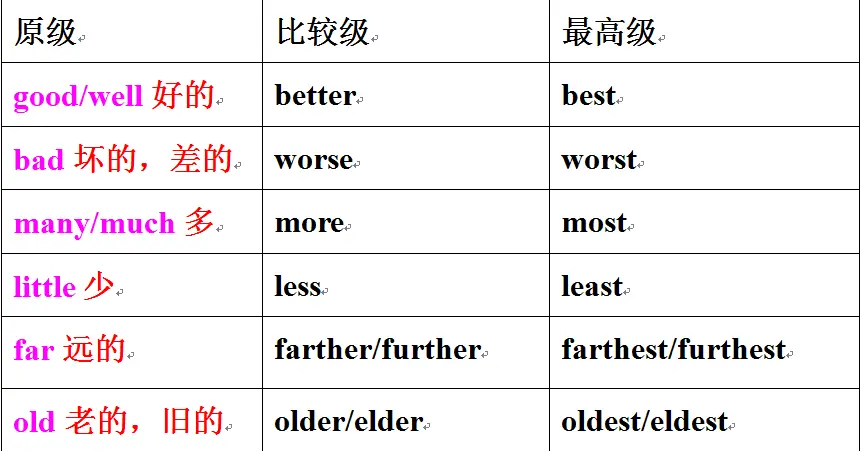 原级 比较级 最高级
good/well 好的 better best
bad 坏的，差的 worse worst
many/much 多 more most
little 少 less least
far 远的 farther/further farthest/furthest
old 老的，旧的 older/elder oldest/eldest